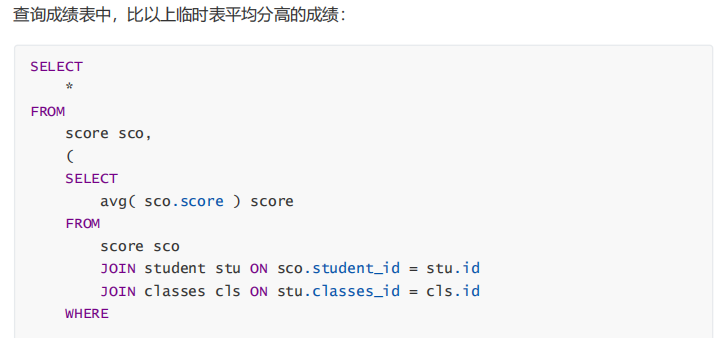 查询成绩表中，比以上临时表平均分高的成绩：
SELECT
*
FROM
score sco,
(
SELECT
avg( sco.score ) score
FROM
score sco
JOIN student stu ON sco.student_id = stu.id
JOIN classes cls ON stu.classes_id = cls.id
WHERE